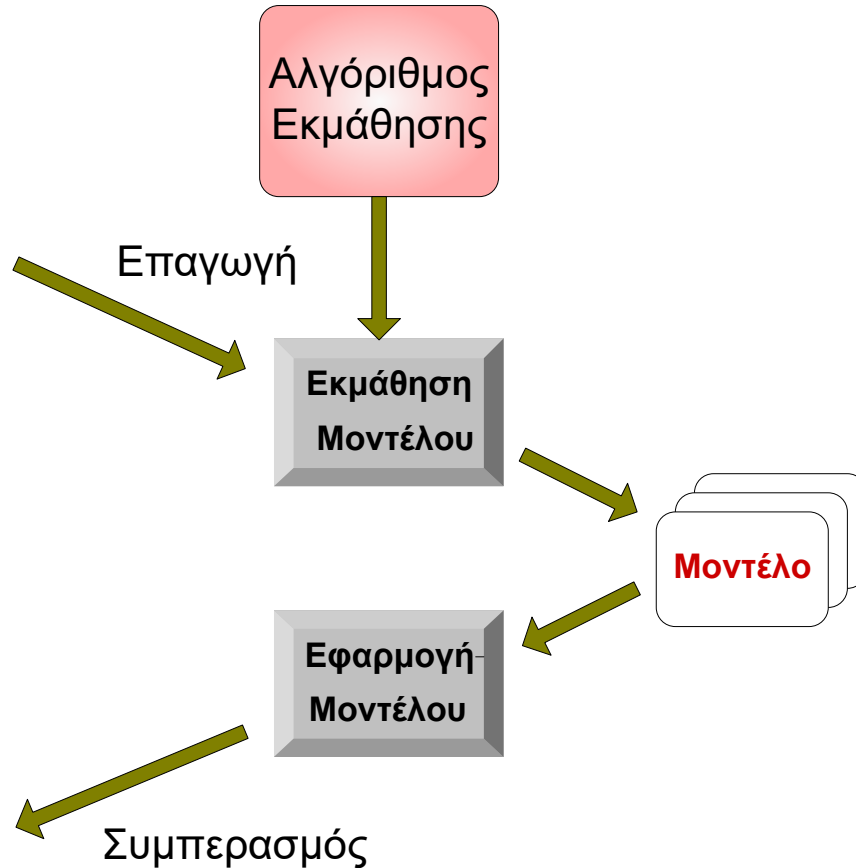 Αλγόριθμος
Εκμάθησης
Επαγωγή
Εκμάθηση
Μοντέλου
Μοντέλο
Εφαρμογή
Μοντέλου
Συμπερασμός